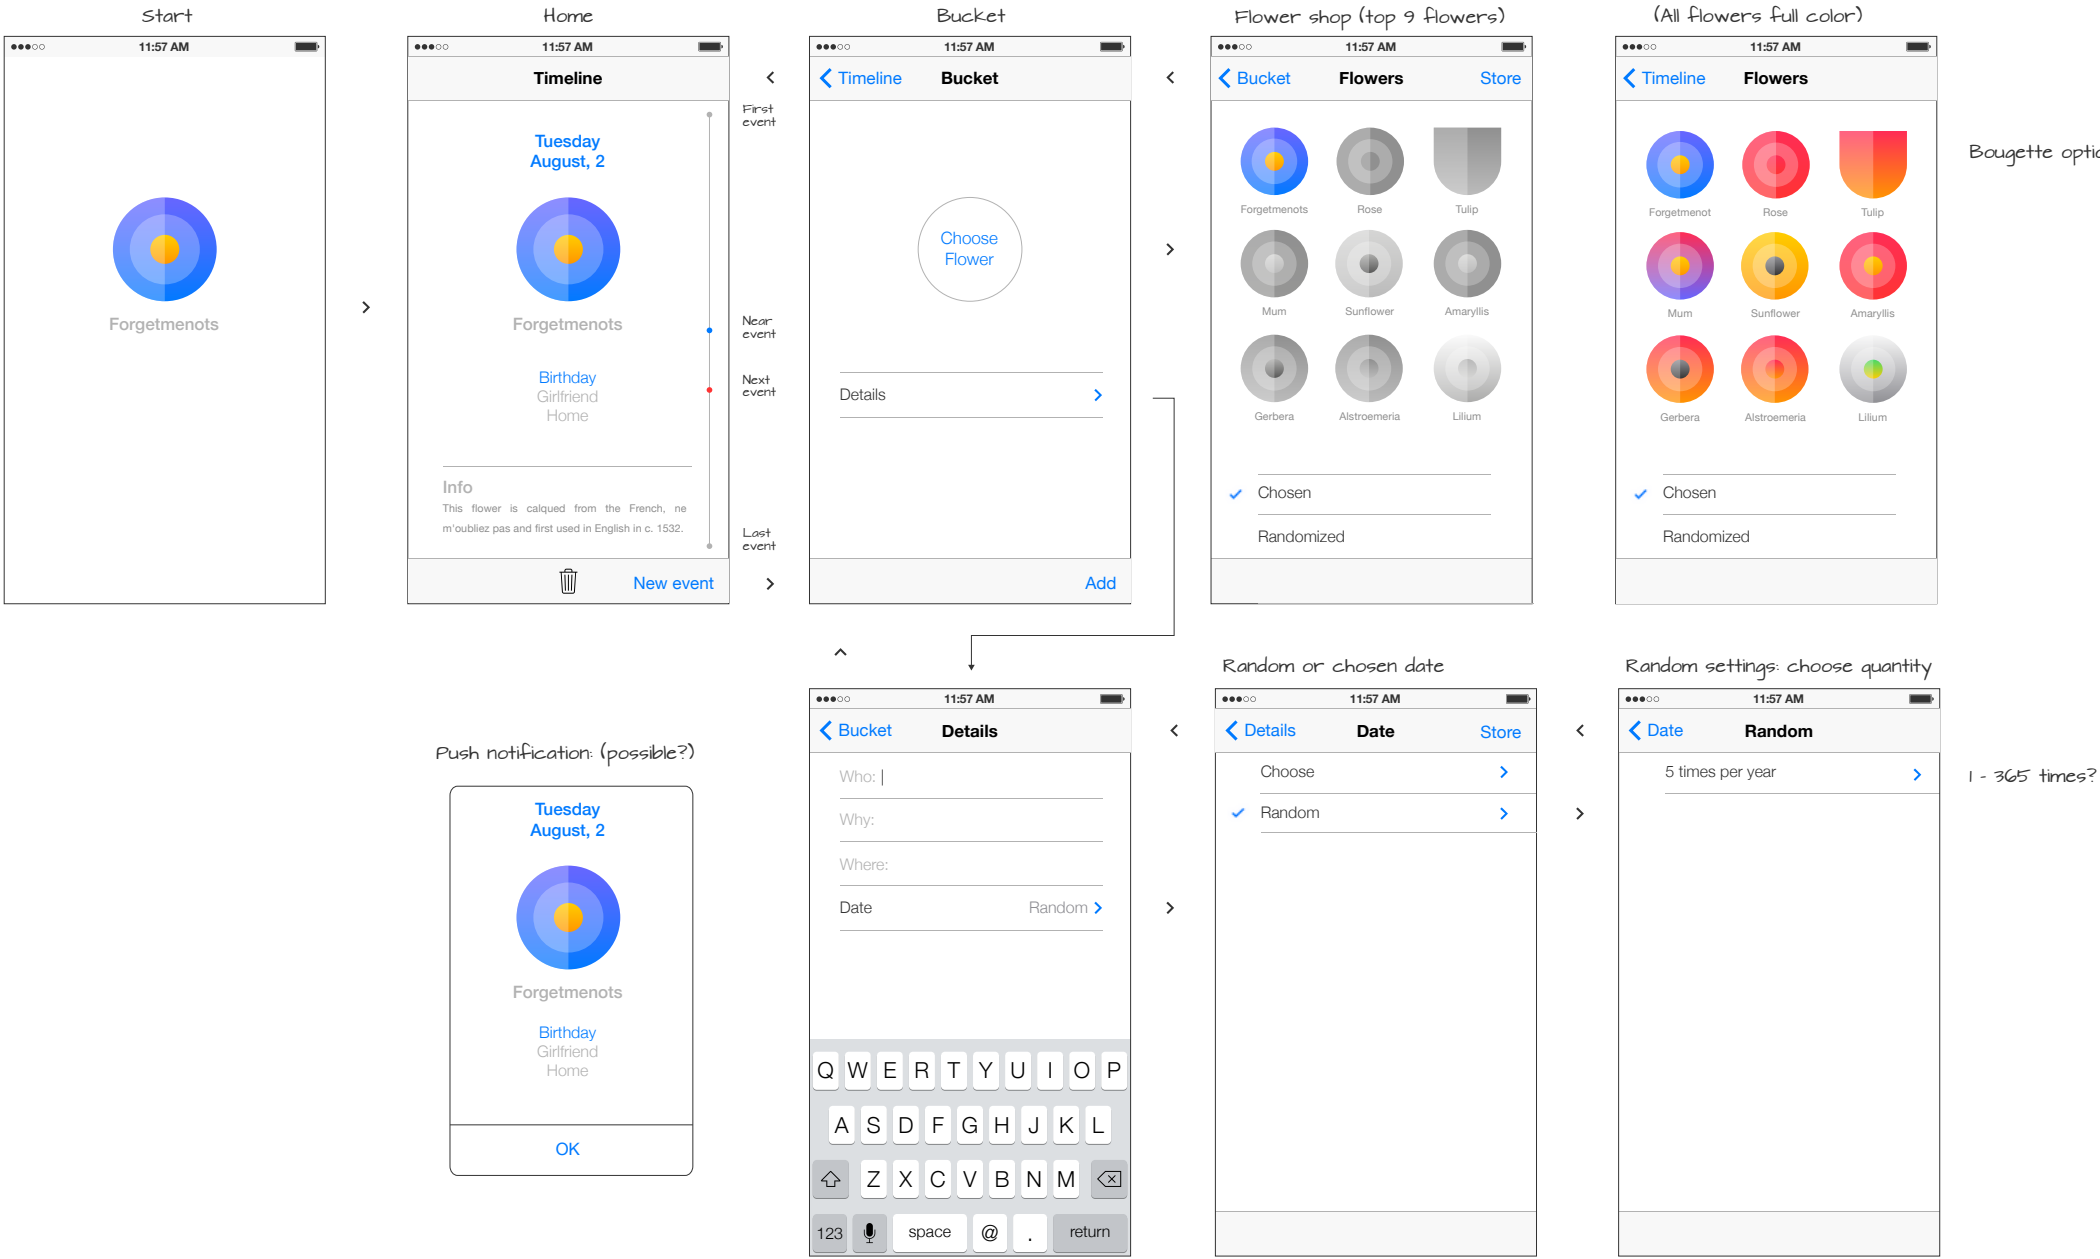 Start
11:57 AM
Forgetmenots
Home
11:57 AM
Timeline
Tuesday
August, 2
Forgetmenots
Birthday
Girlfriend
Home
Info
This flower is calqued from the French, ne
m'oubliez pas and first used in English in c. 1532.
New event
First
event
Near
event
Next
event
Last
event
Bucket
11:57 AM
Timeline
Bucket
Choose
Flower
Details
Add
Flower shop (top 9 flowers)
11:57 AM
Bucket
Flowers
Store
Forgetmenots
Rose
Tulip
Mum
Sunflower
Amaryllis
Gerbera
Alstroemeria
Lilium
Chosen
Randomized
(All flowers full color)
11:57 AM
Timeline
Flowers
Forgetmenot
Rose
Tulip
Mum
Sunflower
Amaryllis
Gerbera
Alstroemeria
Lilium
Chosen
Randomized
Bougette
Push notification: (possible?)
Tuesday
August, 2
Forgetmenots
Birthday
Girlfriend
Home
OK
11:57 AM
Bucket
Details
Who:
Why:
Where:
Date
Random
Q W E R T Y U I O P
A S D F G H J K L
Z X C V B N M
123
space
@
.
return
Random or chosen date
11:57 AM
Details
Date
Store
Choose
Random
Random settings: choose quantity
11:57 AM
Date
Random
5 times per year
1 - 365 times?